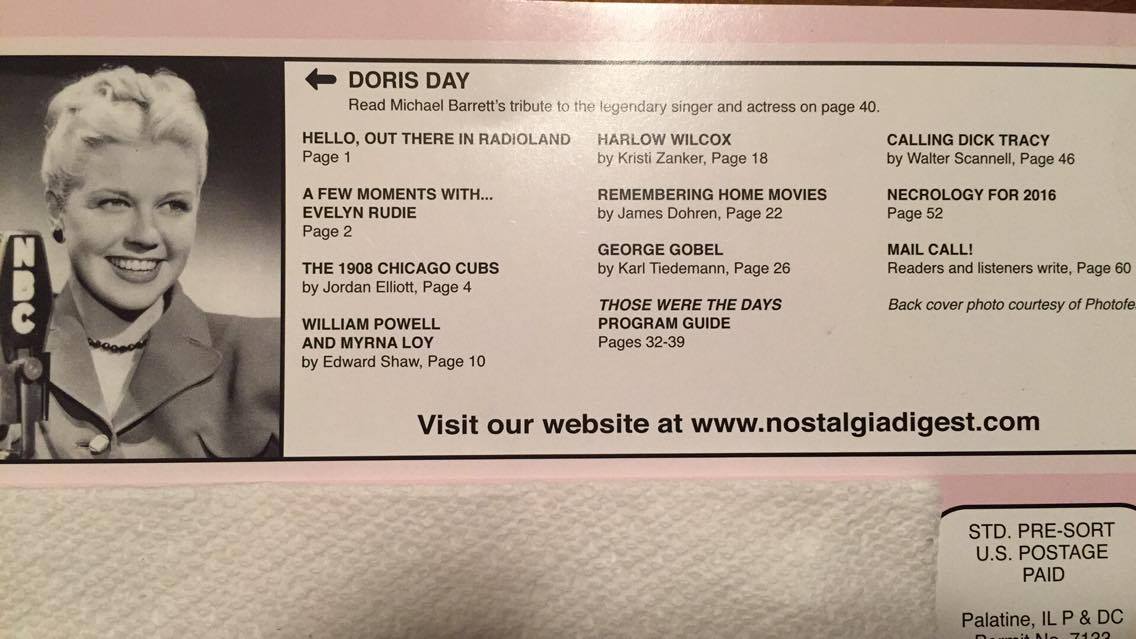 NBC
DORIS DAY
Read Michael Barrett's tribute to the legendary singer and actress on page 40.
HELLO, OUT THERE IN RADIOLAND
Page 1
A FEW MOMENTS WITH...
EVELYN RUDIE
Page 2
THE 1908 CHICAGO CUBS
by Jordan Elliott, Page 4
WILLIAM POWELL
AND MYRNA LOY
by Edward Shaw, Page 10
HARLOW WILCOX
by Kristi Zanker, Page 18
REMEMBERING HOME MOVIES
by James Dohren, Page 22
GEORGE GOBEL
by Karl Tiedemann, Page 26
THOSE WERE THE DAYS
PROGRAM GUIDE
Pages 32-39
CALLING DICK TRACY
by Walter Scannell, Page 46
NECROLOGY FOR 2016
Page 52
MAIL CALL!
Readers and listeners write, Page 60
Back cover photo courtesy of Photofe
Visit our website at www.nostalgiadigest.com
STD. PRE-SORT
U.S. POSTAGE
PAID
Palatine, IL P & DC
Permit No.